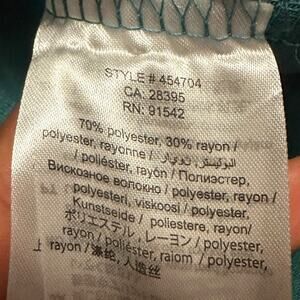 STYLE # 454704
CA: 28395
RN: 91542
70% polyester, 30% rayon /
polyester, rayonne / البوليستر، تعدي رايون
/ poliéster, rayón / Полиэстер,
Вискозное волокно / polyester, rayon /
polyesteri, viskoosi / polyester,
Kunstseide / poliestere, rayon/
ポリエステル , レーヨン / polyester,
rayon / poliéster, raiom / polyester,
rayon / 涤纶, 人造丝